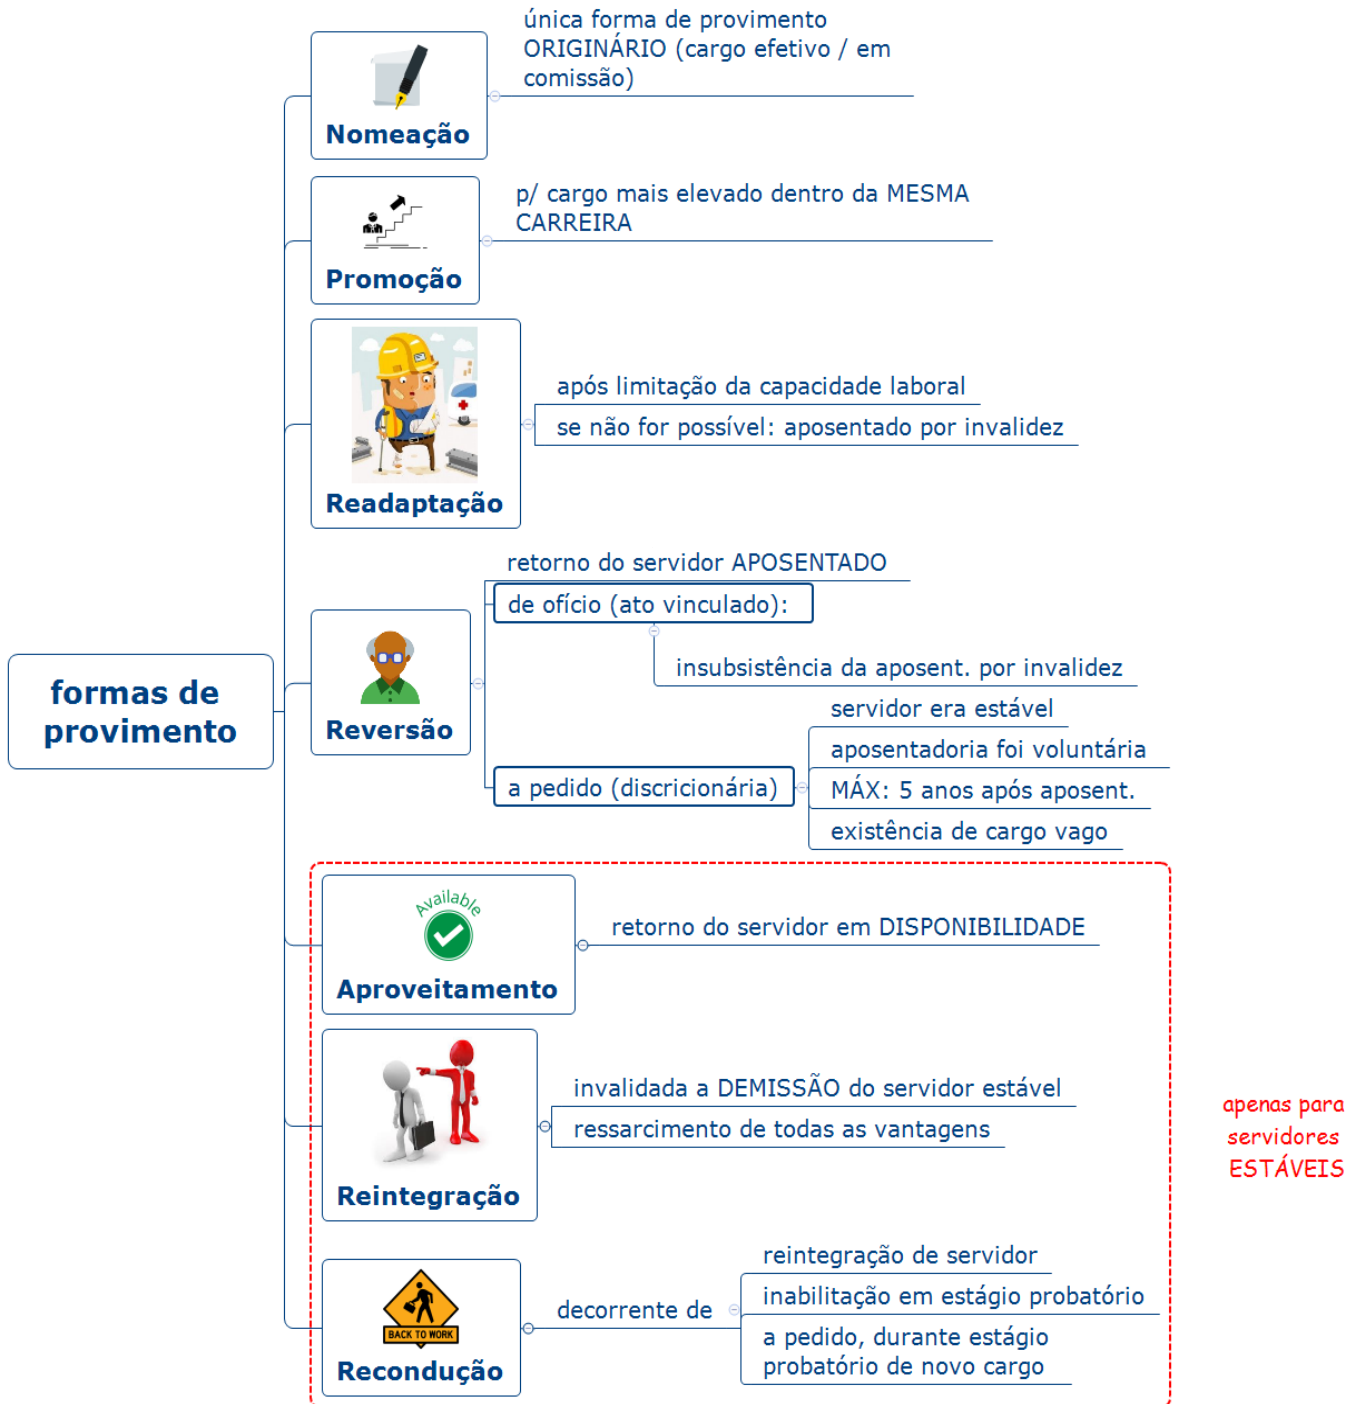 única forma de provimento
ORIGINÁRIO (cargo efetivo / em
comissão)
Nomeação
p/ cargo mais elevado dentro da MESMA
CARREIRA
Promoção
após limitação da capacidade laboral
se não for possível: aposentado por invalidez
Readaptação
retorno do servidor APOSENTADO
de ofício (ato vinculado):
insubsistência da aposent. por invalidez
formas de
provimento
Reversão
servidor era estável
aposentadoria foi voluntária
a pedido (discricionária)
MÁX: 5 anos após aposent.
existência de cargo vago
Available
retorno do servidor em DISPONIBILIDADE
Aproveitamento
invalidada a DEMISSÃO do servidor estável
ressarcimento de todas as vantagens
Reintegração
apenas para
servidores
ESTÁVEIS
reintegração de servidor
decorrente de
inabilitação em estágio probatório
a pedido, durante estágio
probatório de novo cargo
BACK TO WORK
Recondução